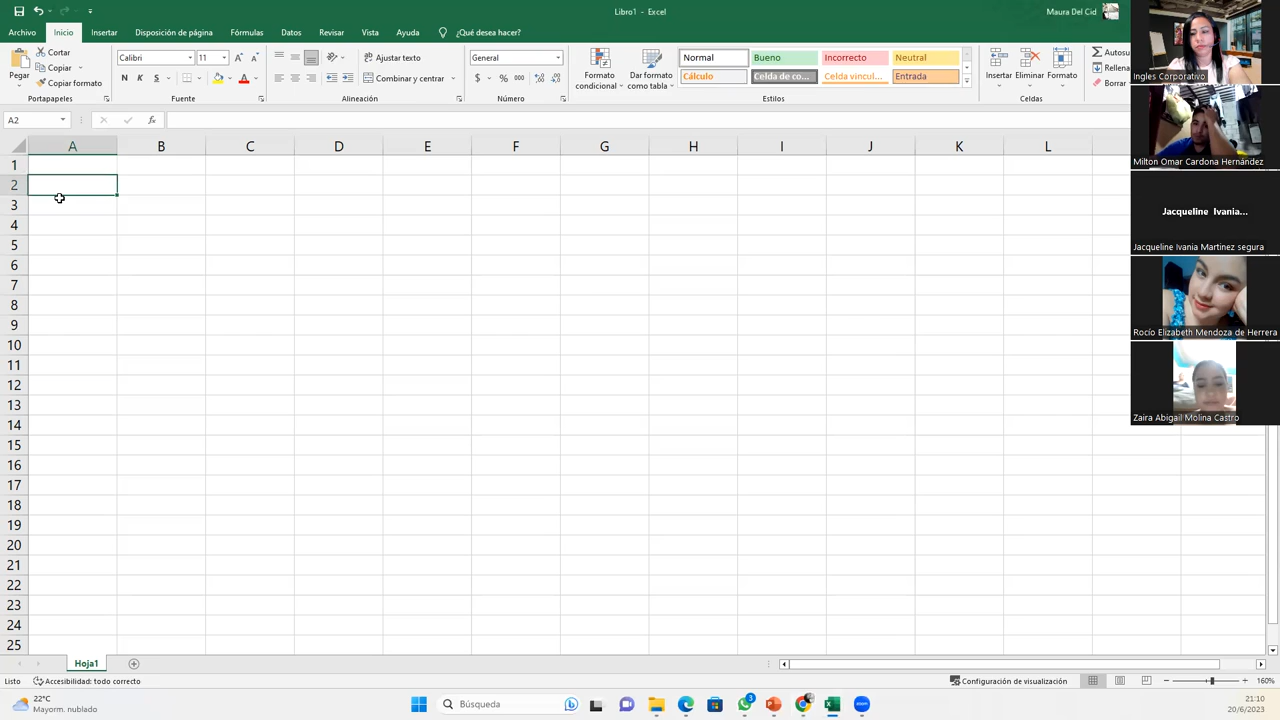 Libro1 - Excel
Maura Del Cid
Archivo Inicio Insertar Disposición de página Fórmulas Datos Revisar Vista Ayuda ¿Qué desea hacer?
Pegar
Cortar
Copiar
Copiar formato
Portapapeles
Calibri 11
N K S
Fuente
Ajustar texto
Combinar y centrar
Alineación
General
$ % 000
Número
Formato condicional
Dar formato como tabla
Normal Bueno Incorrecto Neutral
Cálculo Celda de co... Celda vincul... Entrada
Estilos
Insertar Eliminar Formato
Celdas
Autosu
Rellena
Borrar
A2
fx
A B C D E F G H I J K L
1
2
3
4
5
6
7
8
9
10
11
12
13
14
15
16
17
18
19
20
21
22
23
24
25
Ingles Corporativo
Milton Omar Cardona Hernández
Jacqueline Ivania...
Jacqueline Ivania Martinez segura
Rocío Elizabeth Mendoza de Herrera
Zaira Abigail Molina Castro
Hoja1
Listo
Accesibilidad: todo correcto
Configuración de visualización
160%
22°C
Mayorm. nublado
Búsqueda
3
zoom
21:10
20/6/2023